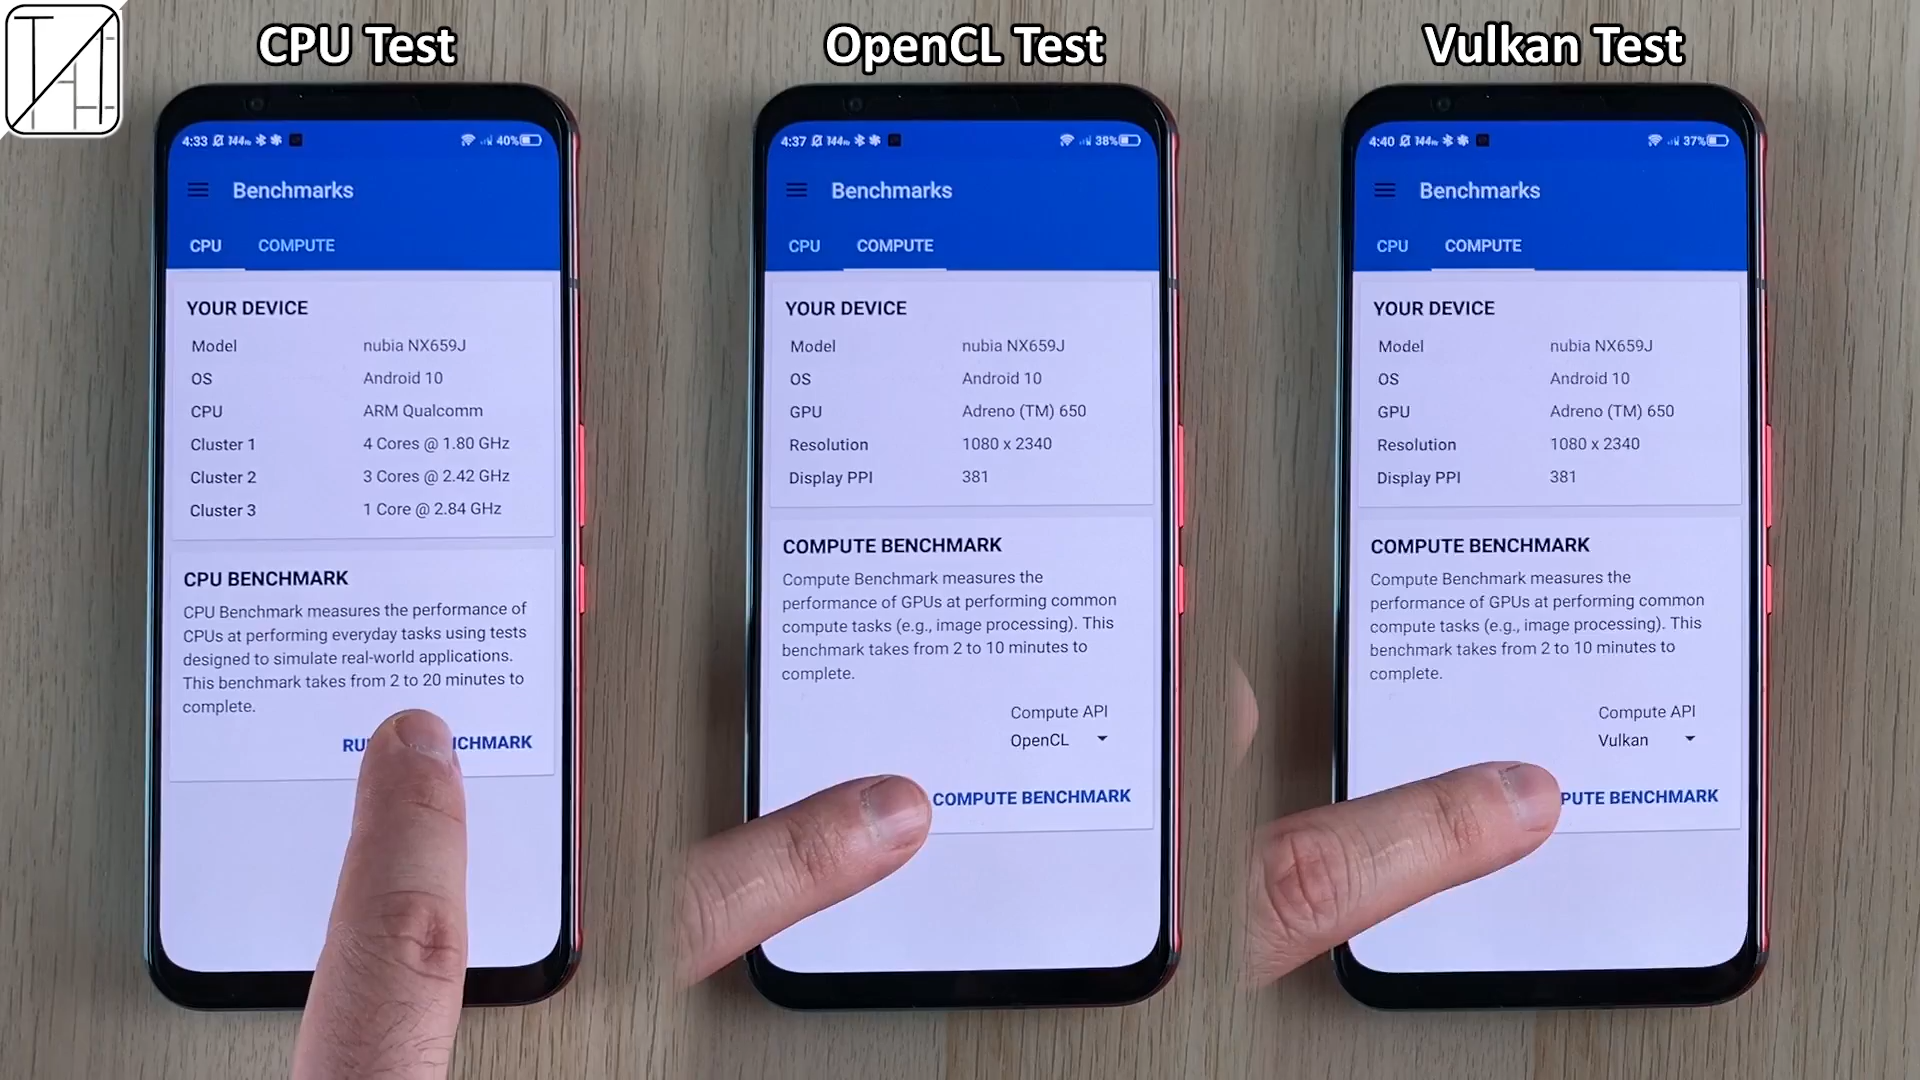 CPU Test
4:33
40%
Benchmarks
CPU COMPUTE
YOUR DEVICE
Model nubia NX659J
OS Android 10
CPU ARM Qualcomm
Cluster 1 4 Cores @ 1.80 GHz
Cluster 2 3 Cores @ 2.42 GHz
Cluster 3 1 Core @ 2.84 GHz
CPU BENCHMARK
CPU Benchmark measures the performance of
CPUs at performing everyday tasks using tests
designed to simulate real-world applications.
This benchmark takes from 2 to 20 minutes to
complete.
OpenCL Test
4:37
38%
Benchmarks
CPU COMPUTE
YOUR DEVICE
Model nubia NX659J
OS Android 10
GPU Adreno (TM) 650
Resolution 1080 x 2340
Display PPI 381
COMPUTE BENCHMARK
Compute Benchmark measures the
performance of GPUs at performing common
compute tasks (e.g., image processing). This
benchmark takes from 2 to 10 minutes to
complete.
Compute API
OpenCL
COMPUTE BENCHMARK
Vulkan Test
4:40
37%
Benchmarks
CPU COMPUTE
YOUR DEVICE
Model nubia NX659J
OS Android 10
GPU Adreno (TM) 650
Resolution 1080 x 2340
Display PPI 381
COMPUTE BENCHMARK
Compute Benchmark measures the
performance of GPUs at performing common
compute tasks (e.g., image processing). This
benchmark takes from 2 to 10 minutes to
complete.
Compute API
Vulkan
BENCHMARK